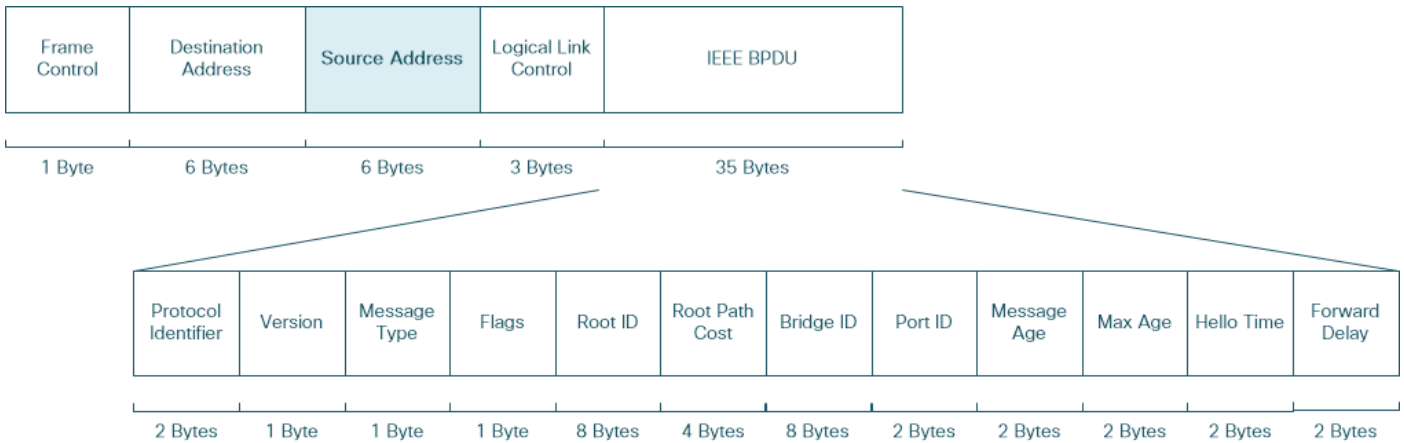 Frame
Control
Destination
Address
Source Address
Logical Link
Control
IEEE BPDU
1 Byte
6 Bytes
6 Bytes
3 Bytes
35 Bytes
Protocol
Identifier
Version
Message
Type
Flags
Root ID
Root Path
Cost
Bridge ID
Port ID
Message
Age
Max Age
Hello Time
Forward
Delay
2 Bytes
1 Byte
1 Byte
1 Byte
8 Bytes
4 Bytes
8 Bytes
2 Bytes
2 Bytes
2 Bytes
2 Bytes
2 Bytes